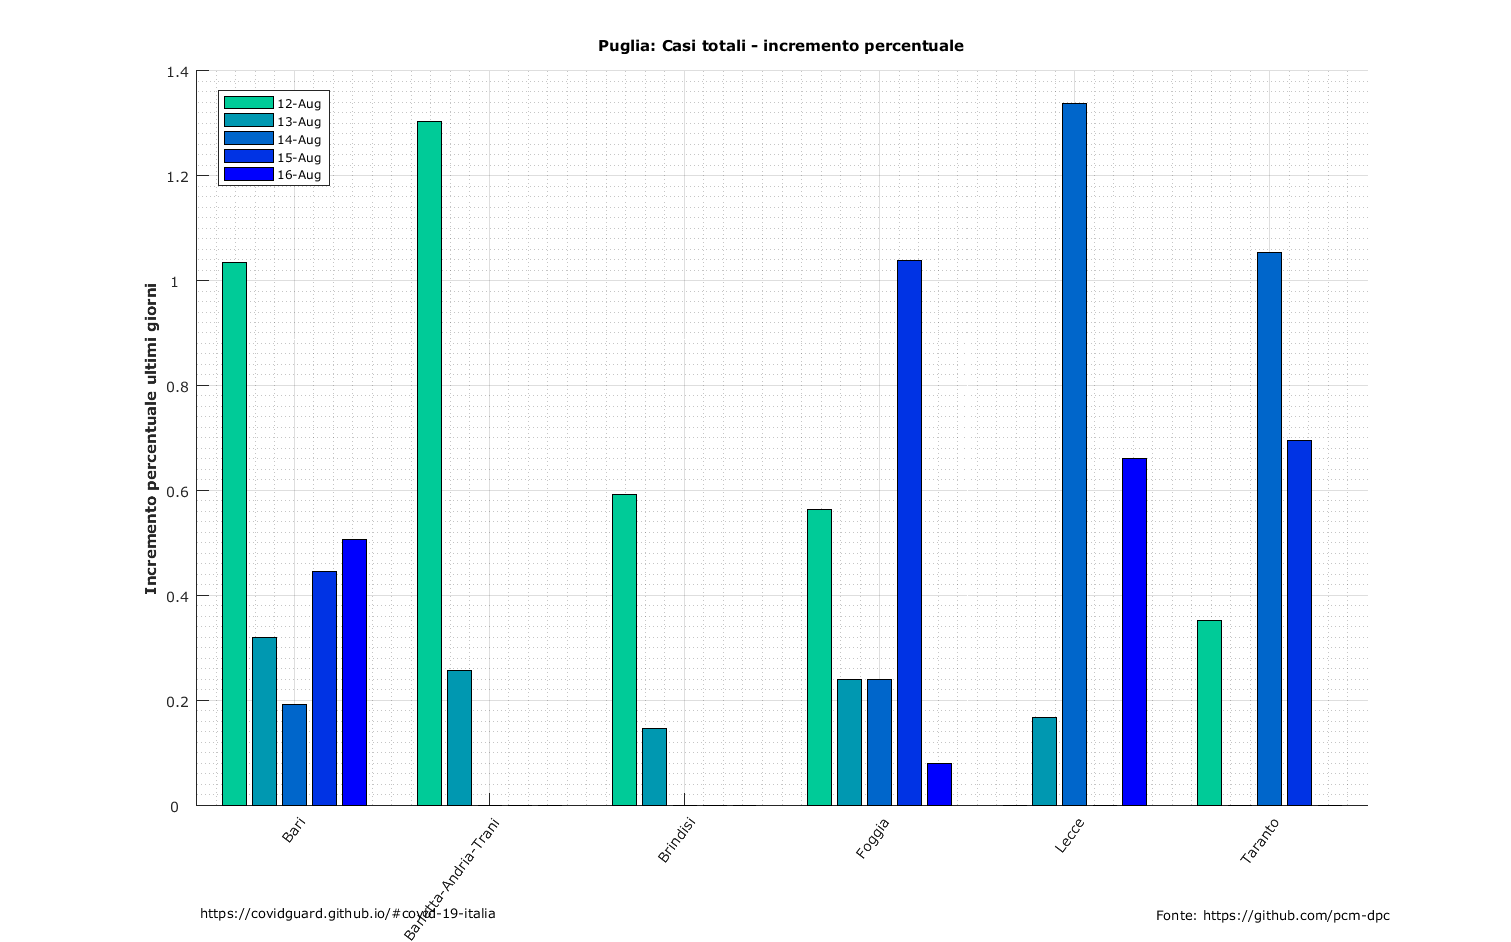 Puglia: Casi totali - incremento percentuale
1.4
1.2
1
0.8
0.6
0.4
0.2
0
Incremento percentuale ultimi giorni
12-Aug
13-Aug
14-Aug
15-Aug
16-Aug
Bari
Barletta-Andria-Trani
Brindisi
Foggia
Lecce
Taranto
https://covidguard.github.io/#covid-19-italia
Fonte: https://github.com/pcm-dpc